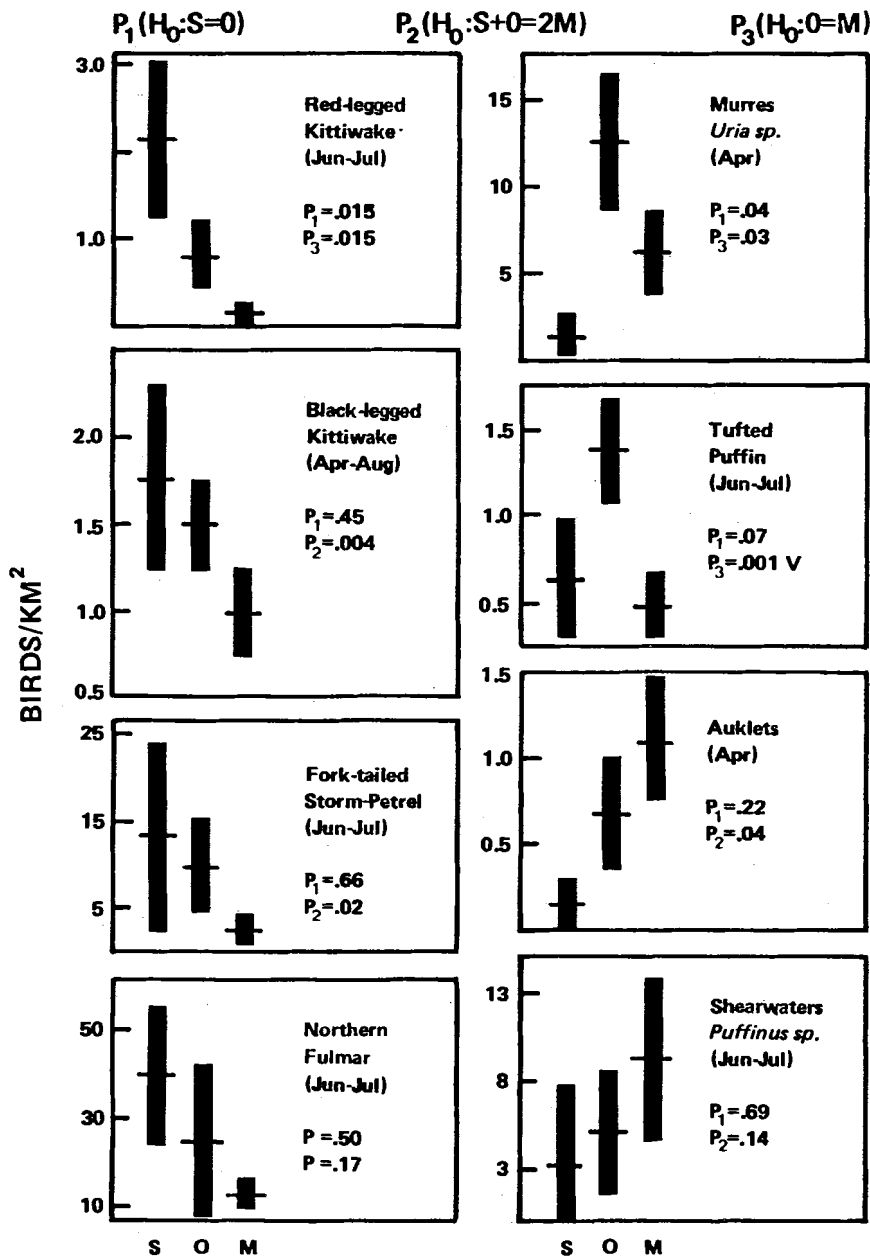 P1(HO:S=0) P2(HO:S+0=2M) P3(HO:0=M)
BIRDS/KM2
3.0
1.0
Red-legged
Kittiwake
(Jun-Jul)
P1=.015
P3=.015
2.0
1.5
1.0
0.5
Black-legged
Kittiwake
(Apr-Aug)
P1=.45
P2=.004
25
15
5
Fork-tailed
Storm-Petrel
(Jun-Jul)
P1=.66
P2=.02
50
30
10
Northern
Fulmar
(Jun-Jul)
P=.50
P=.17
S O M
15
10
5
Murres
Uria sp.
(Apr)
P1=.04
P3=.03
1.5
1.0
0.5
Tufted
Puffin
(Jun-Jul)
P1=.07
P3=.001 V
1.5
1.0
0.5
Auklets
(Apr)
P1=.22
P2=.04
13
8
3
Shearwaters
Puffinus sp.
(Jun-Jul)
P1=.69
P2=.14
S O M